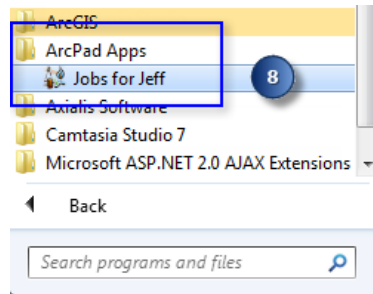 ArcGIS
ArcPad Apps
Jobs for Jeff
8
Axialis Software
Camtasia Studio 7
Microsoft ASP.NET 2.0 AJAX Extensions
Back
Search programs and files